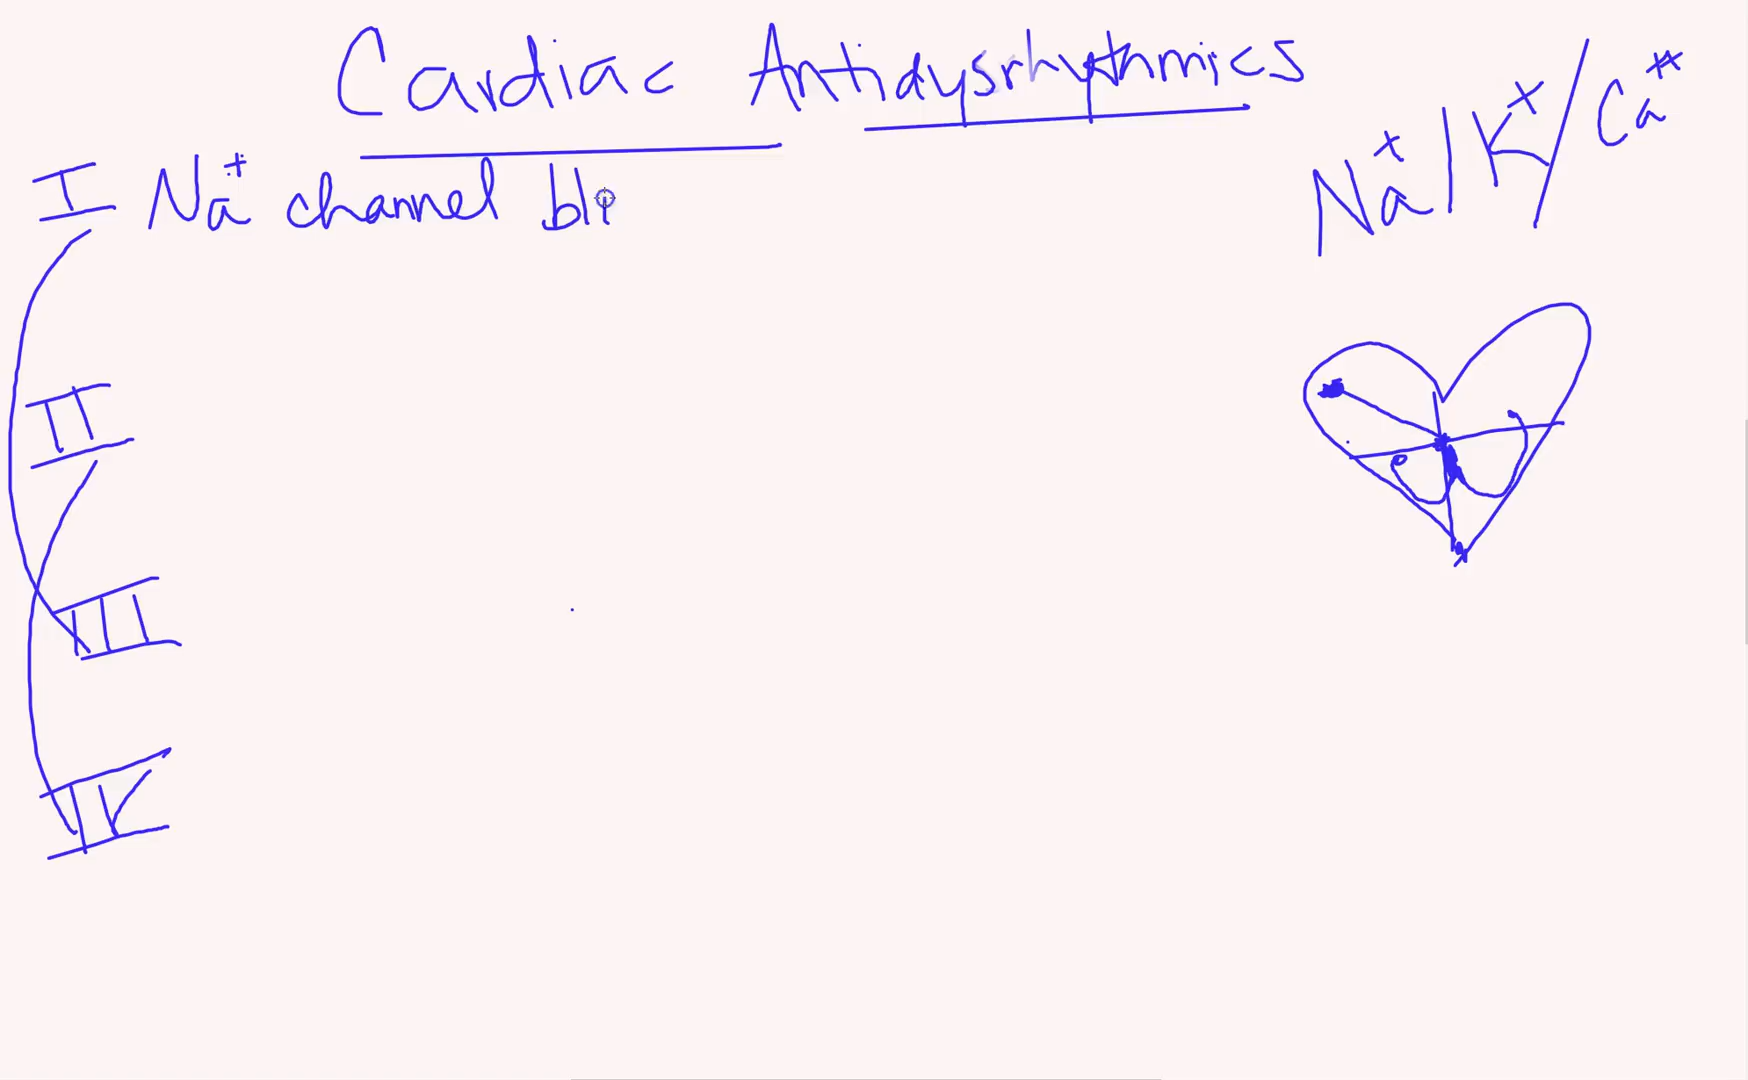 Cardiac Antidysrhythmics
Na+ / K+ / Ca++
I Na+ channel bl
II
III
IV